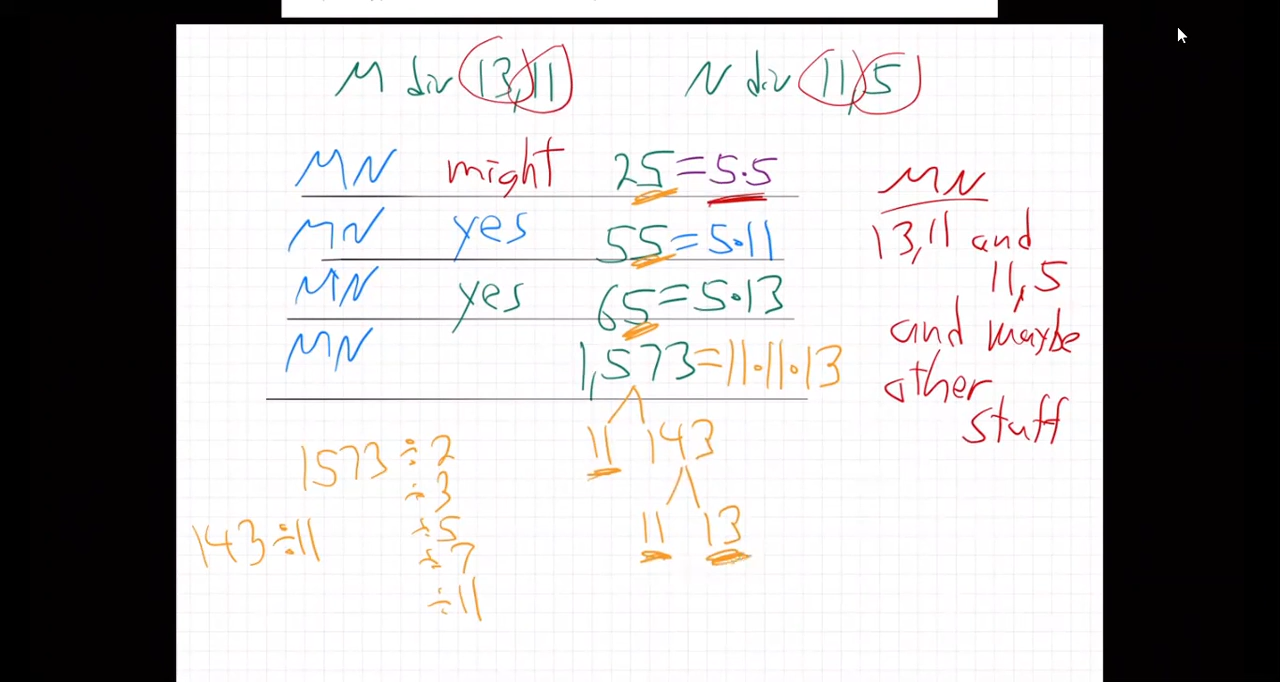 M div 13, 11
N div 11, 5
MN might 25 = 5·5
MN yes 55 = 5·11
MN yes 65 = 5·13
MN 1,573 = 11·11·13
11 143
11 13
1573 ÷ 2
÷ 3
÷ 5
÷ 7
÷ 11
143 ÷ 11
MN
13, 11 and
11, 5
and maybe
other
stuff